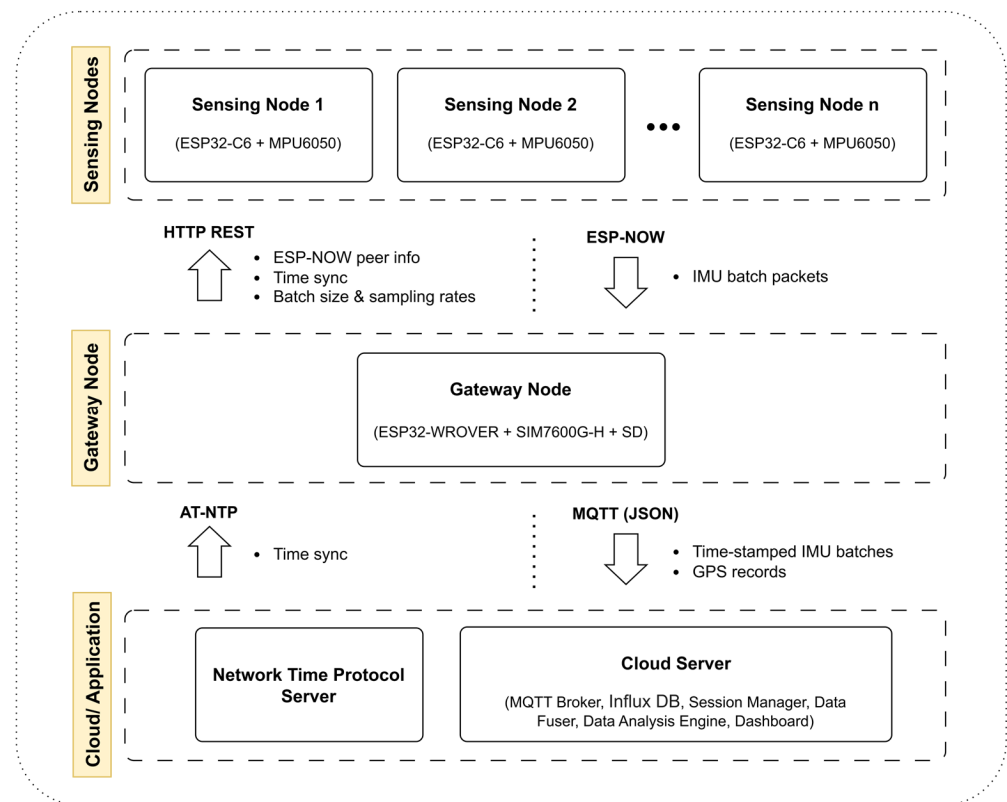 Sensing Nodes
Sensing Node 1
(ESP32-C6 + MPU6050)
Sensing Node 2
(ESP32-C6 + MPU6050)
Sensing Node n
(ESP32-C6 + MPU6050)
HTTP REST
• ESP-NOW peer info
• Time sync
• Batch size & sampling rates
ESP-NOW
• IMU batch packets
Gateway Node
Gateway Node
(ESP32-WROVER + SIM7600G-H + SD)
AT-NTP
• Time sync
MQTT (JSON)
• Time-stamped IMU batches
• GPS records
Cloud/ Application
Network Time Protocol
Server
Cloud Server
(MQTT Broker, Influx DB, Session Manager, Data
Fuser, Data Analysis Engine, Dashboard)